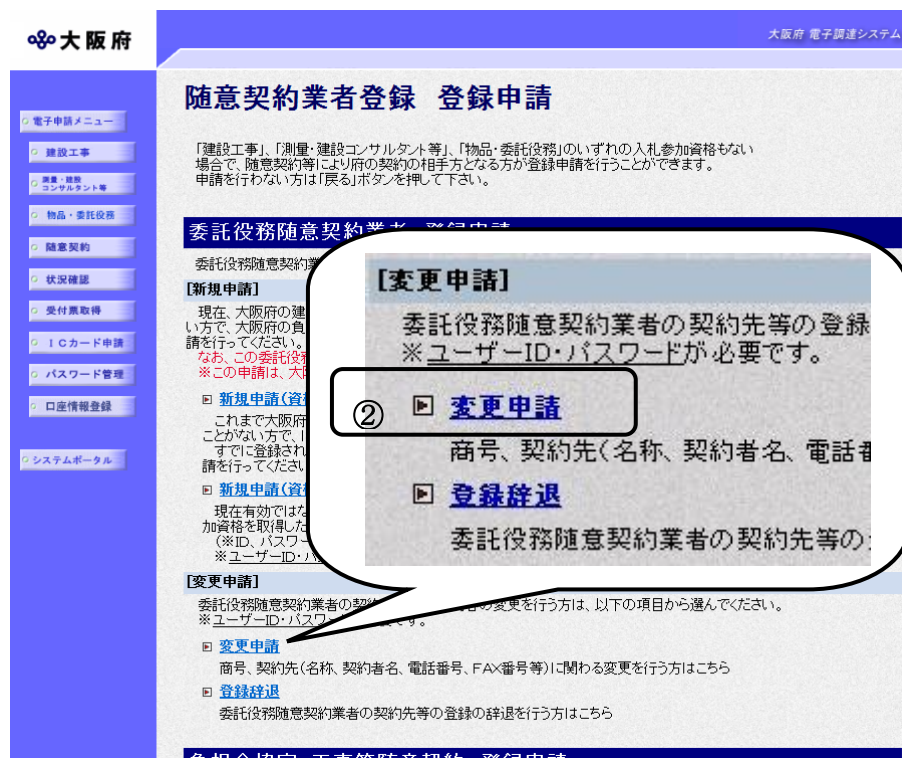 大阪府
大阪府 電子調達システム
電子申請メニュー
建設工事
測量・建設
コンサルタント等
物品・委託役務
随意契約
状況確認
受付票取得
ICカード申請
パスワード管理
口座情報登録
システムポータル
随意契約業者登録 登録申請
「建設工事」、「測量・建設コンサルタント等」、「物品・委託役務」のいずれの入札参加資格もない
場合で、随意契約等により府の契約の相手方となる方が登録申請を行うことができます。
申請を行わない方は「戻る」ボタンを押して下さい。
委託役務随意契約業者 登録申請
委託役務随意契約業
[新規申請]
現在、大阪府の建
い方で、大阪府の負
請を行ってください。
なお、この委託役
※この申請は、大
新規申請(資
これまで大阪府
ことがない方で、
すでに登録され
請を行ってくださ
新規申請(資
現在有効ではな
加資格を取得した
(※ID、パスワー
※ユーザーID・パ
[変更申請]
委託役務随意契約業者の契約の変更を行う方は、以下の項目から選んでください。
※ユーザーID・パスワです。
変更申請
商号、契約先(名称、契約者名、電話番号、FAX番号等)に関わる変更を行う方はこちら
登録辞退
委託役務随意契約業者の契約先等の登録の辞退を行う方はこちら
[変更申請]
委託役務随意契約業者の契約先等の登録
※ユーザーID・パスワードが必要です。
② 変更申請
商号、契約先(名称、契約者名、電話
登録辞退
委託役務随意契約業者の契約先等の